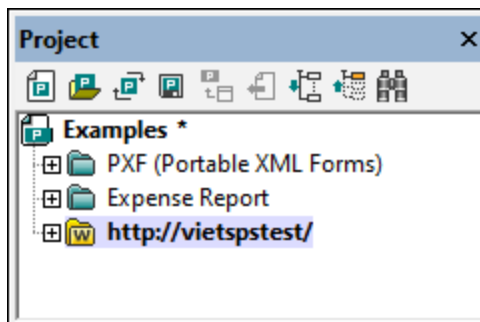 Project
Examples *
PXF (Portable XML Forms)
Expense Report
http://vietspstest/